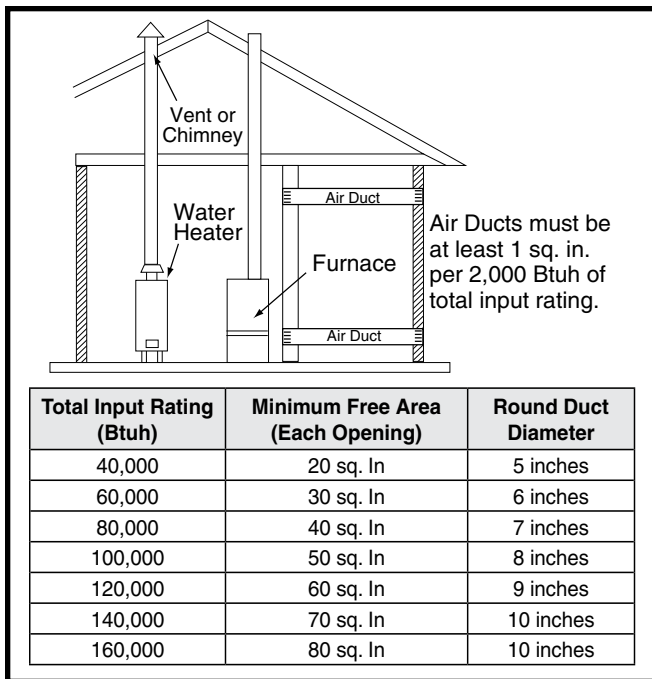 Vent or
Chimney
Water
Heater
Furnace
Air Duct
Air Duct
Air Ducts must be
at least 1 sq. in.
per 2,000 Btuh of
total input rating.
Total Input Rating (Btuh) Minimum Free Area (Each Opening) Round Duct Diameter
40,000 20 sq. In 5 inches
60,000 30 sq. In 6 inches
80,000 40 sq. In 7 inches
100,000 50 sq. In 8 inches
120,000 60 sq. In 9 inches
140,000 70 sq. In 10 inches
160,000 80 sq. In 10 inches